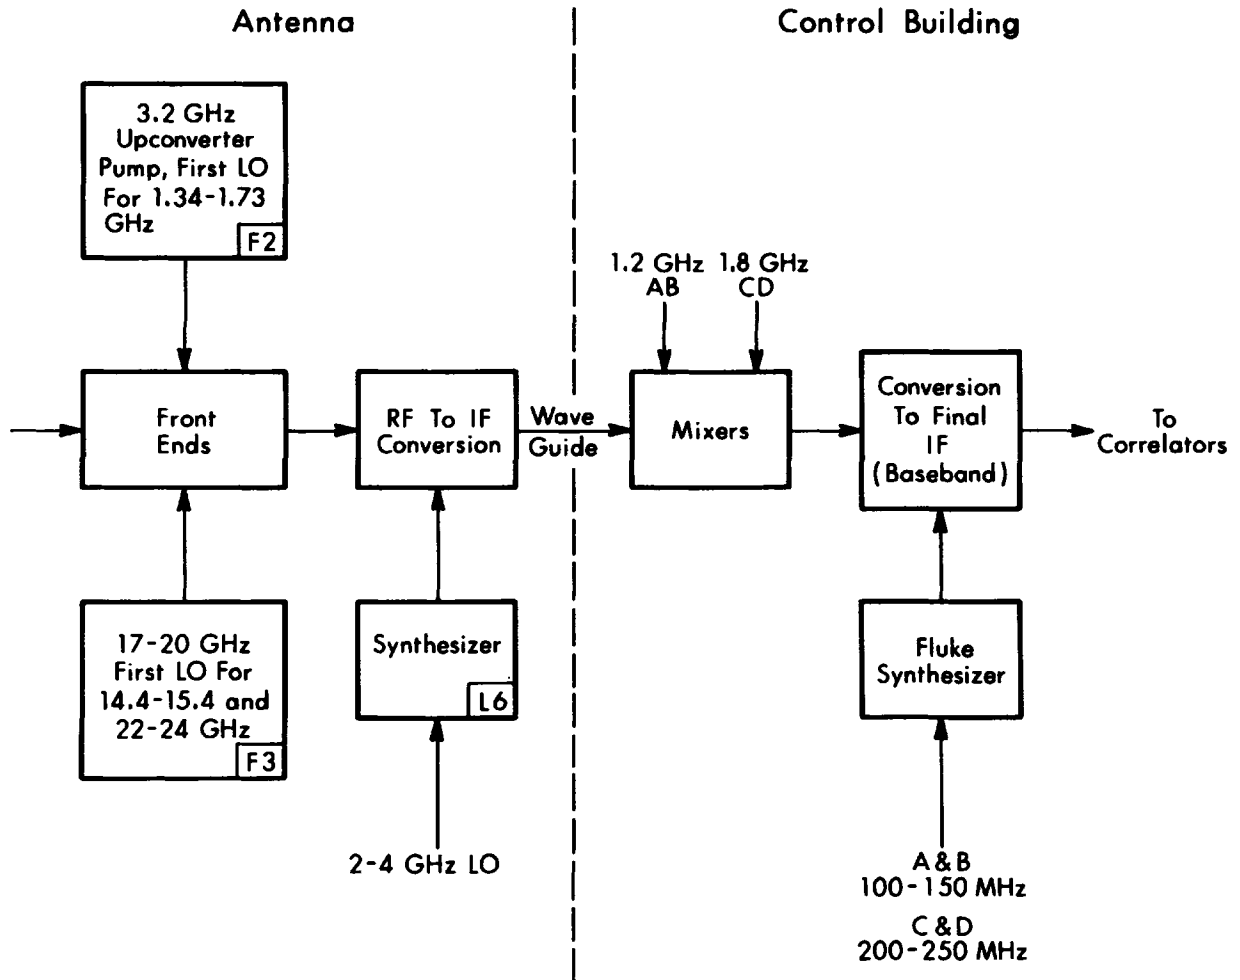 Antenna
Control Building
3.2 GHz
Upconverter
Pump, First LO
For 1.34-1.73
GHz
F2
1.2 GHz
AB
1.8 GHz
CD
Front
Ends
RF To IF
Conversion
Wave
Guide
Mixers
Conversion
To Final
IF
(Baseband)
To
Correlators
17-20 GHz
First LO For
14.4-15.4 and
22-24 GHz
F3
Synthesizer
L6
Fluke
Synthesizer
2-4 GHz LO
A & B
100-150 MHz
C & D
200-250 MHz